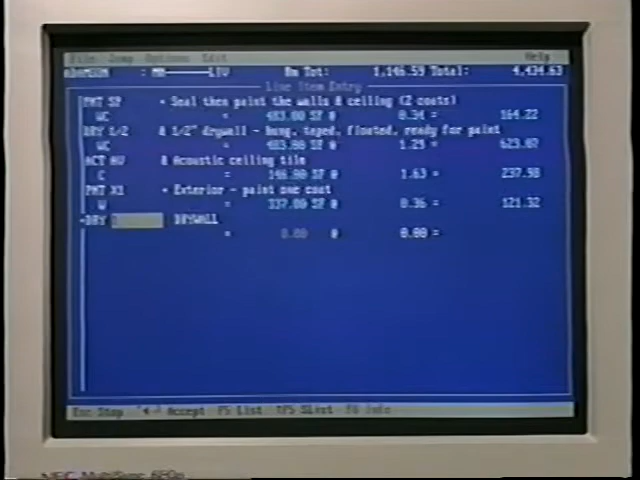 File Jump Options Edit Help
Rm Tot: 1,146.59 Total: 4,434.63
Line Item Entry
PNT SP + Seal then paint the walls & ceiling (2 coats)
WC = 483.00 SF @ 0.34 = 164.22
DRY 1/2 & 1/2" drywall - hung, taped, floated, ready for paint
WC = 483.00 SF @ 1.29 = 623.07
ACT AV & Acoustic ceiling tile
C = 146.00 SF @ 1.63 = 237.98
PNT X1 + Exterior - paint one coat
W = 337.00 SF @ 0.36 = 121.32
-DRY DRYWALL
= 0.00 @ 0.00 =
Esc Stop Accept F5 List ↑F5 SList F6 Info
NEC MultiSync